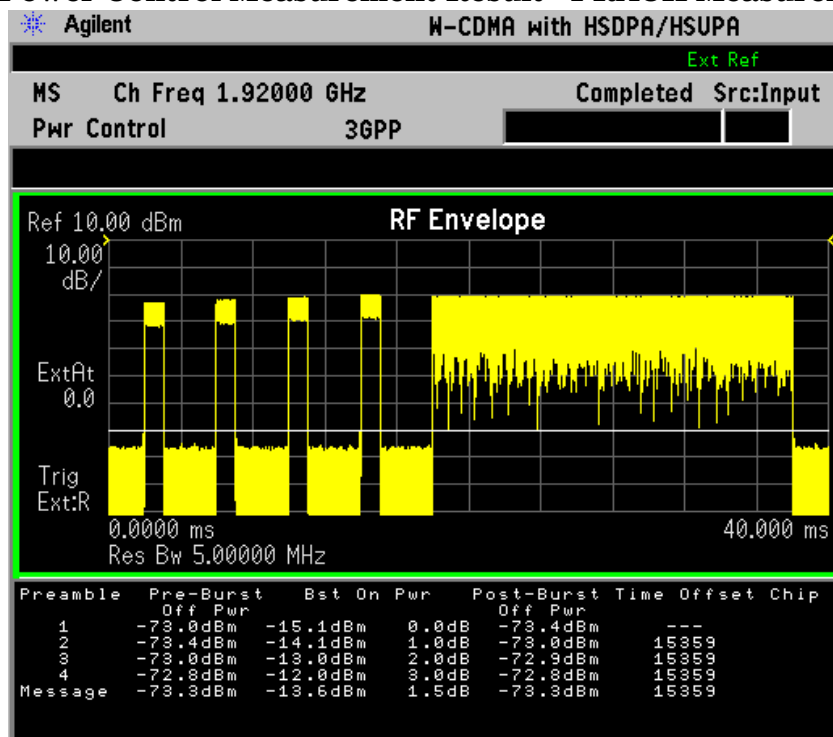 Power Control Measurement Result - PRACH Measure
Agilent W-CDMA with HSDPA/HSUPA
Ext Ref
MS Ch Freq 1.92000 GHz Completed Src:Input
Pwr Control 3GPP
Ref 10.00 dBm RF Envelope
10.00
dB/
ExtAt
0.0
Trig
Ext:R
0.0000 ms 40.000 ms
Res Bw 5.00000 MHz
Preamble Pre-Burst Bst On Pwr Post-Burst Time Offset Chip
Off Pwr Off Pwr
1 -73.0dBm -15.1dBm 0.0dB -73.4dBm ---
2 -73.4dBm -14.1dBm 1.0dB -73.0dBm 15359
3 -73.0dBm -13.0dBm 2.0dB -72.9dBm 15359
4 -72.8dBm -12.0dBm 3.0dB -72.8dBm 15359
Message -73.3dBm -13.6dBm 1.5dB -73.3dBm 15359